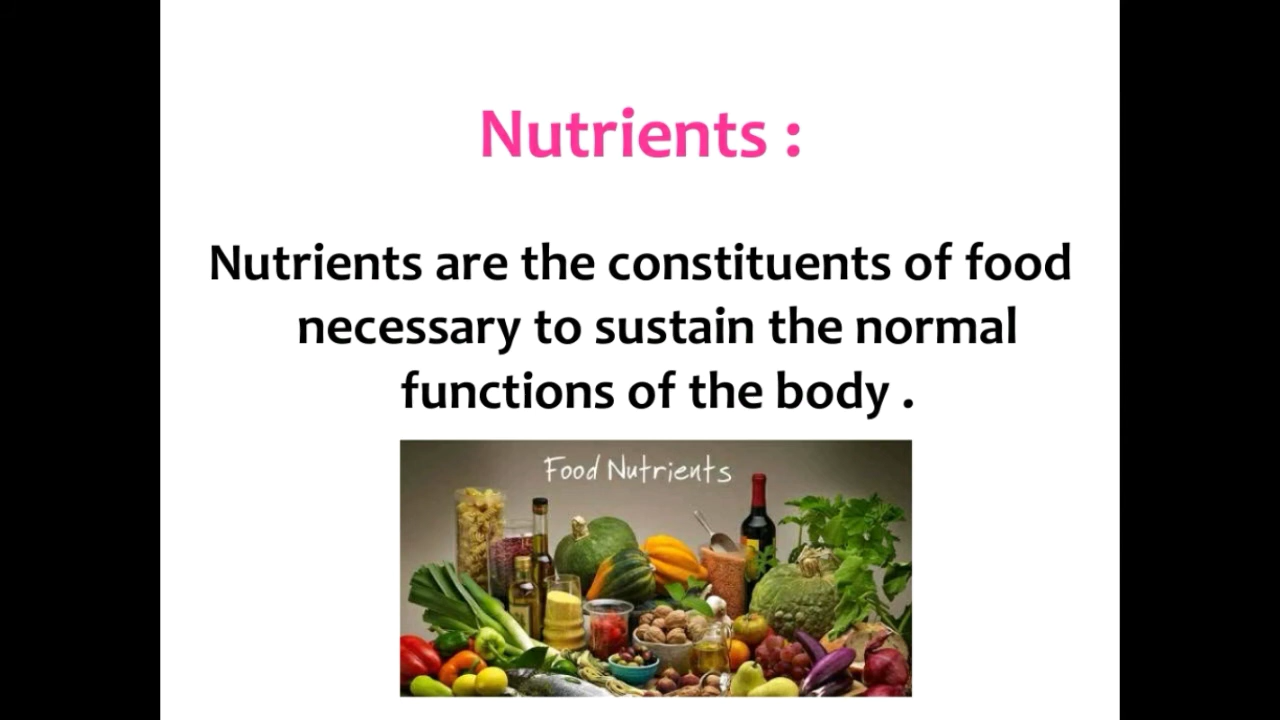 Nutrients :
Nutrients are the constituents of food
necessary to sustain the normal
functions of the body .
Food Nutrients